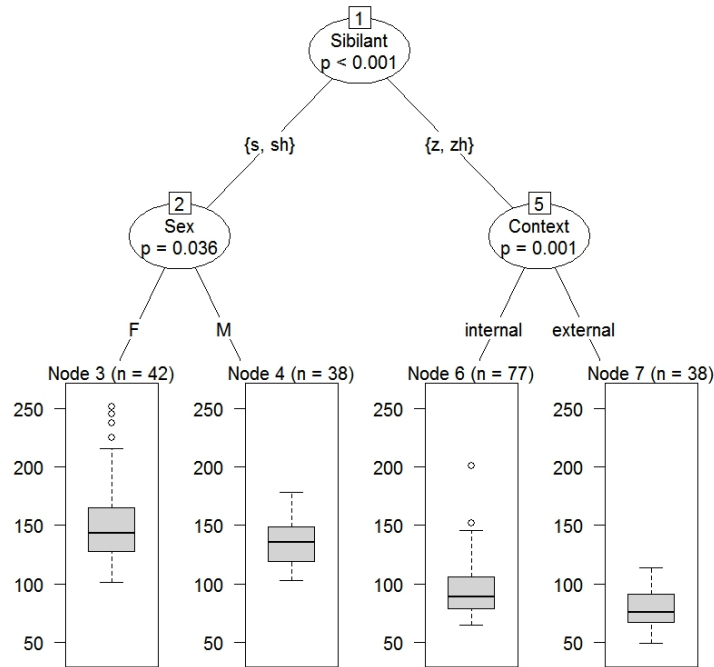 1
Sibilant
p < 0.001
{s, sh}
{z, zh}
2
Sex
p = 0.036
5
Context
p = 0.001
F
M
internal
external
Node 3 (n = 42)
Node 4 (n = 38)
Node 6 (n = 77)
Node 7 (n = 38)
250
200
150
100
50
250
200
150
100
50
250
200
150
100
50
250
200
150
100
50